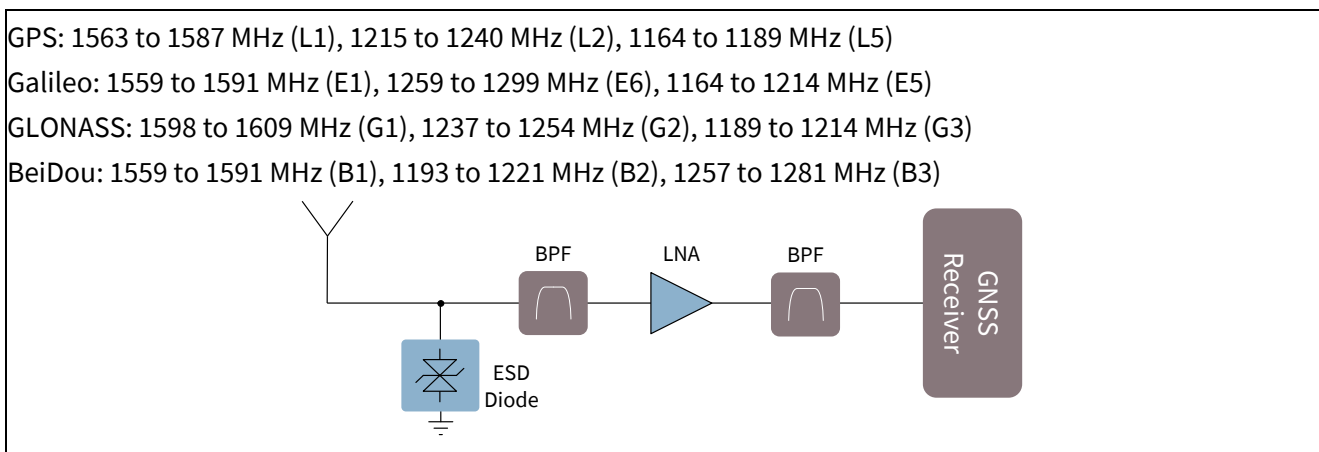 GPS: 1563 to 1587 MHz (L1), 1215 to 1240 MHz (L2), 1164 to 1189 MHz (L5)
Galileo: 1559 to 1591 MHz (E1), 1259 to 1299 MHz (E6), 1164 to 1214 MHz (E5)
GLONASS: 1598 to 1609 MHz (G1), 1237 to 1254 MHz (G2), 1189 to 1214 MHz (G3)
BeiDou: 1559 to 1591 MHz (B1), 1193 to 1221 MHz (B2), 1257 to 1281 MHz (B3)
BPF
LNA
BPF
GNSS
Receiver
ESD
Diode